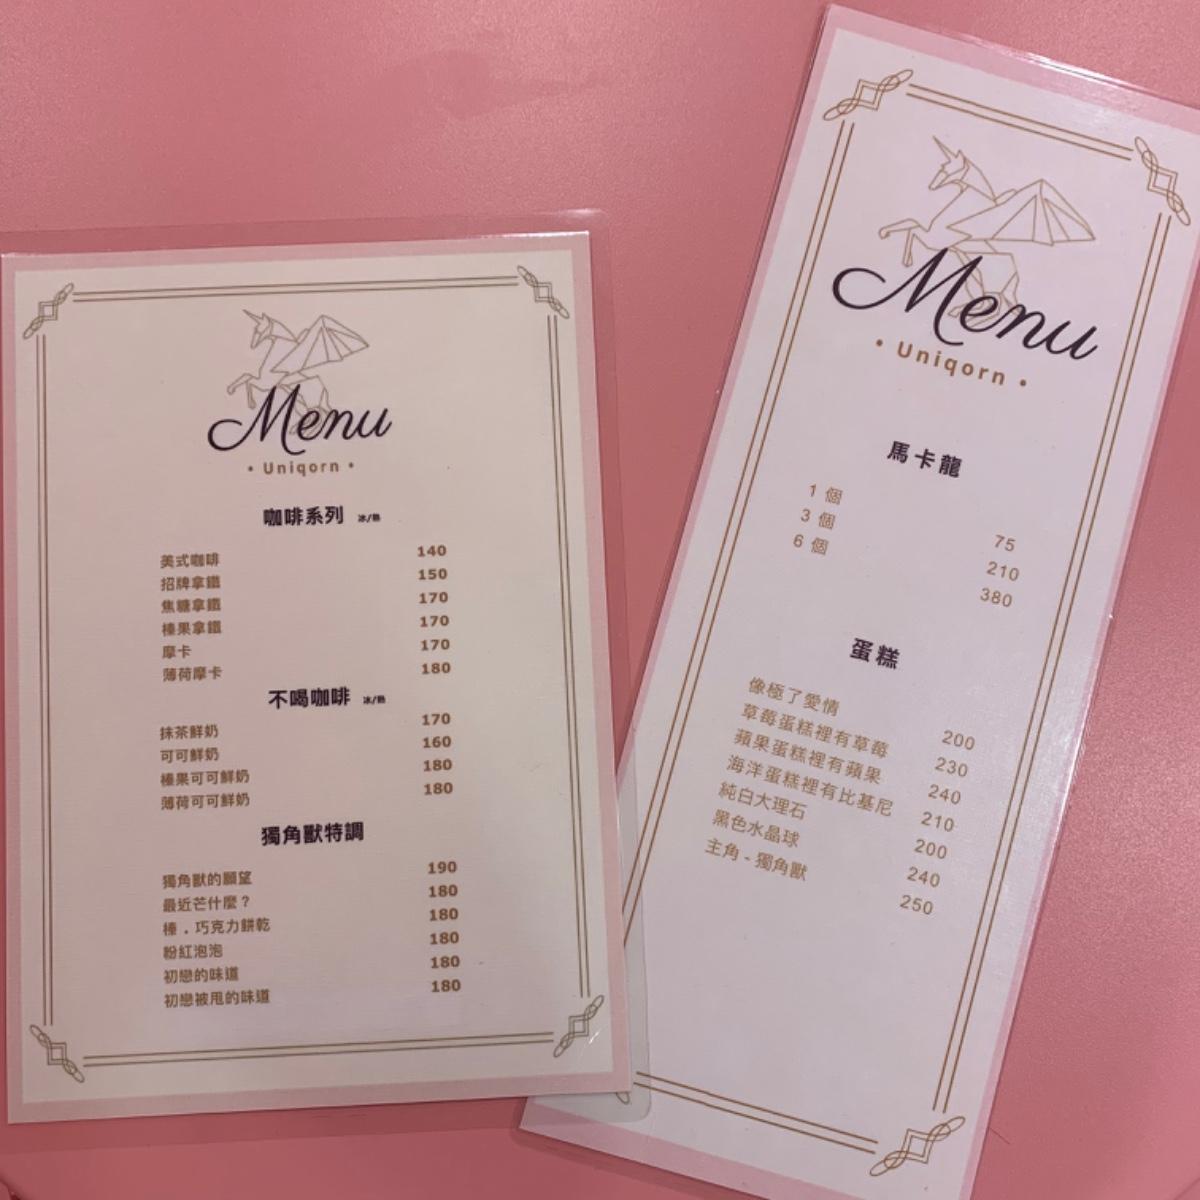 Menu
• Uniqorn •
咖啡系列 冰/熱
美式咖啡 140
招牌拿鐵 150
焦糖拿鐵 170
榛果拿鐵 170
摩卡 170
薄荷摩卡 180
不喝咖啡 冰/熱
抹茶鮮奶 170
可可鮮奶 160
榛果可可鮮奶 180
薄荷可可鮮奶 180
獨角獸特調
獨角獸的願望 190
最近芒什麼？ 180
榛．巧克力餅乾 180
粉紅泡泡 180
初戀的味道 180
初戀被甩的味道 180
Menu
• Uniqorn •
馬卡龍
1 個 75
3 個 210
6 個 380
蛋糕
像極了愛情 200
草莓蛋糕裡有草莓 230
蘋果蛋糕裡有蘋果 240
海洋蛋糕裡有比基尼 210
純白大理石 200
黑色水晶球 240
主角 - 獨角獸 250